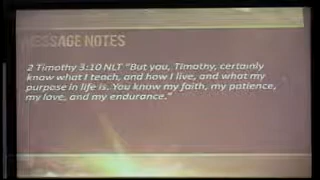 MESSAGE NOTES
2 Timothy 3:10 NLT “But you, Timothy, certainly
know what I teach, and how I live, and what my
purpose in life is. You know my faith, my patience,
my love, and my endurance.”